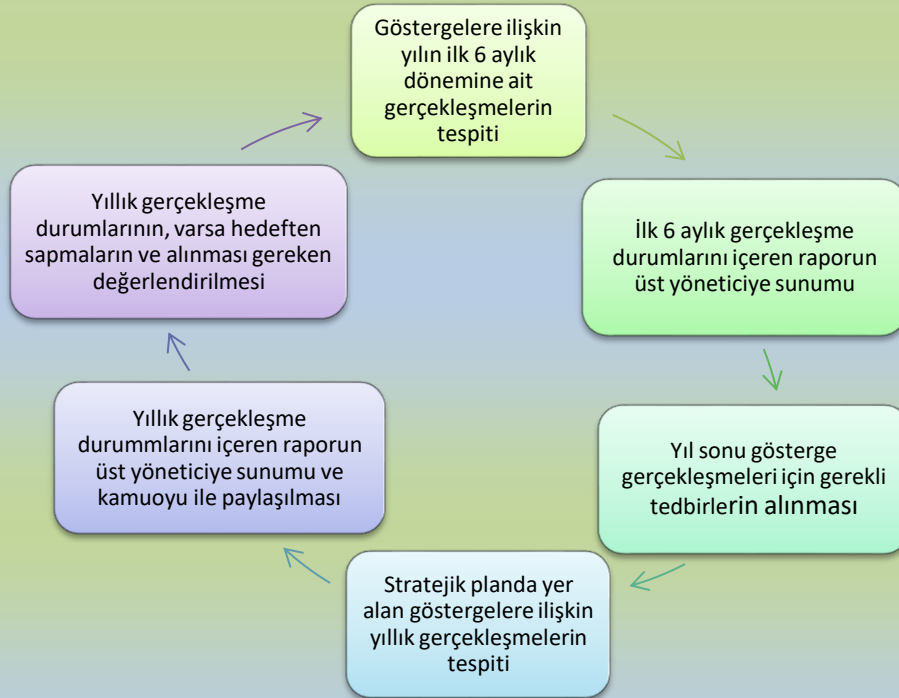 Göstergelere ilişkin
yılın ilk 6 aylık
dönemine ait
gerçekleşmelerin
tespiti
İlk 6 aylık gerçekleşme
durumlarını içeren raporun
üst yöneticiye sunumu
Yıl sonu gösterge
gerçekleşmeleri için gerekli
tedbirlerin alınması
Stratejik planda yer
alan göstergelere ilişkin
yıllık gerçekleşmelerin
tespiti
Yıllık gerçekleşme
durummlarını içeren raporun
üst yöneticiye sunumu ve
kamuoyu ile paylaşılması
Yıllık gerçekleşme
durumlarının, varsa hedeften
sapmaların ve alınması gereken
değerlendirilmesi